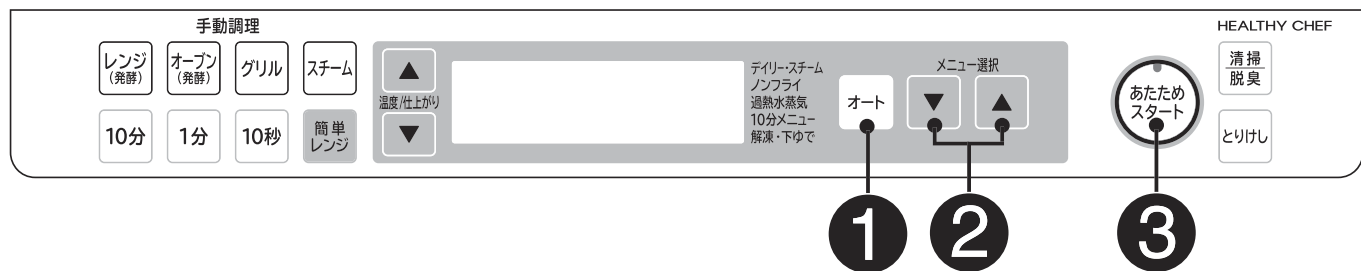 手動調理
レンジ
(発酵)
オーブン
(発酵)
グリル
スチーム
10分
1分
10秒
簡単
レンジ
▲
温度/仕上がり
▼
デイリー・スチーム
ノンフライ
過熱水蒸気
10分メニュー
解凍・下ゆで
オート
メニュー選択
▼ ▲
あたため
スタート
HEALTHY CHEF
清掃
脱臭
とりけし
1 2 3